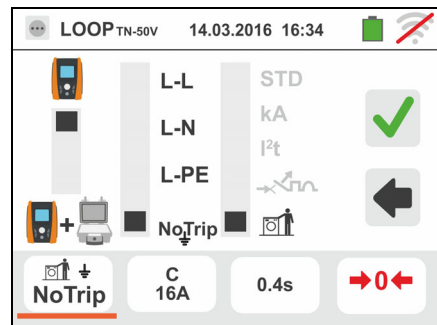 LOOP TN-50V 14.03.2016 16:34
L-L STD
L-N kA
I²t
L-PE
NoTrip
NoTrip
C
16A
0.4s
0